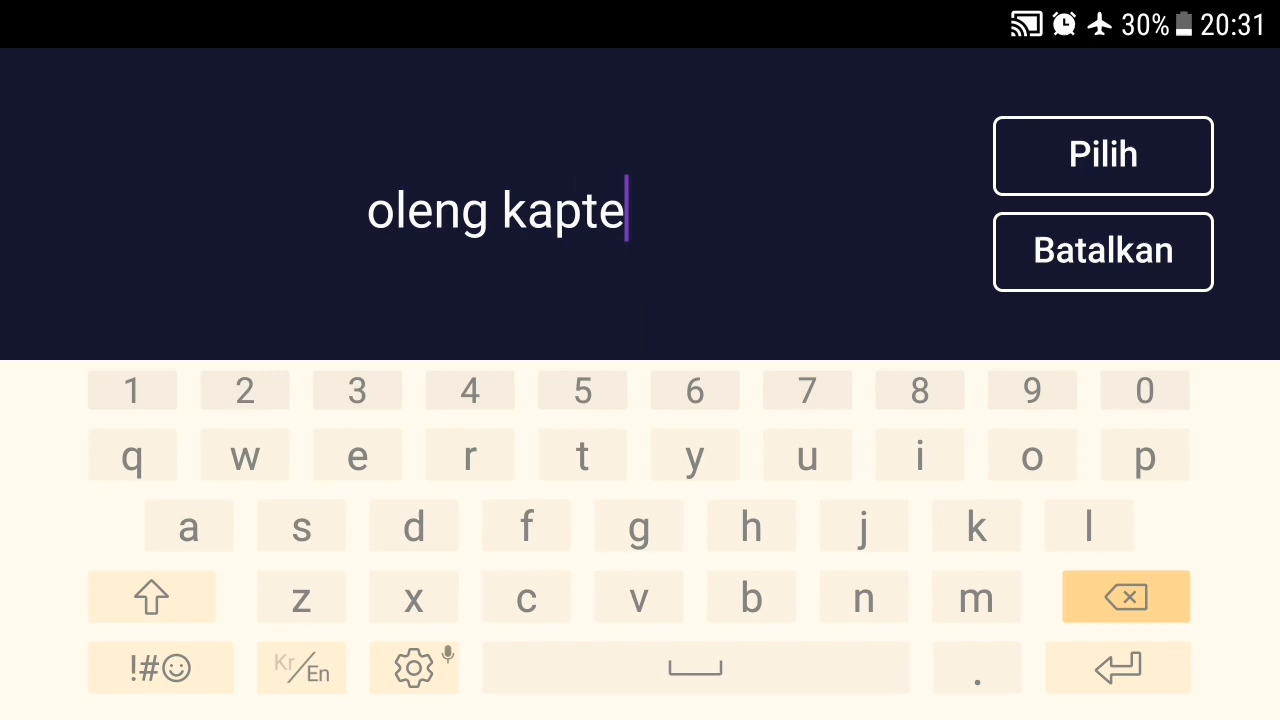 30% 20:31
Pilih
oleng kapte
Batalkan
1 2 3 4 5 6 7 8 9 0
q w e r t y u i o p
a s d f g h j k l
z x c v b n m
!#☺ Kr/En .